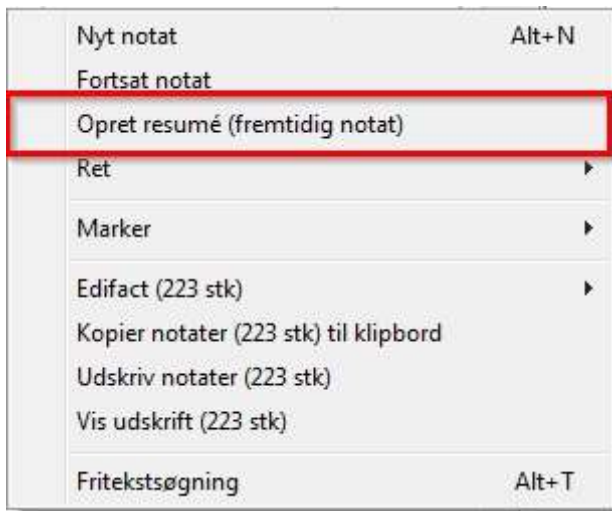 Nyt notat Alt+N
Fortsat notat
Opret resumé (fremtidig notat)
Ret
Marker
Edifact (223 stk)
Kopier notater (223 stk) til klipbord
Udskriv notater (223 stk)
Vis udskrift (223 stk)
Fritekstsøgning Alt+T